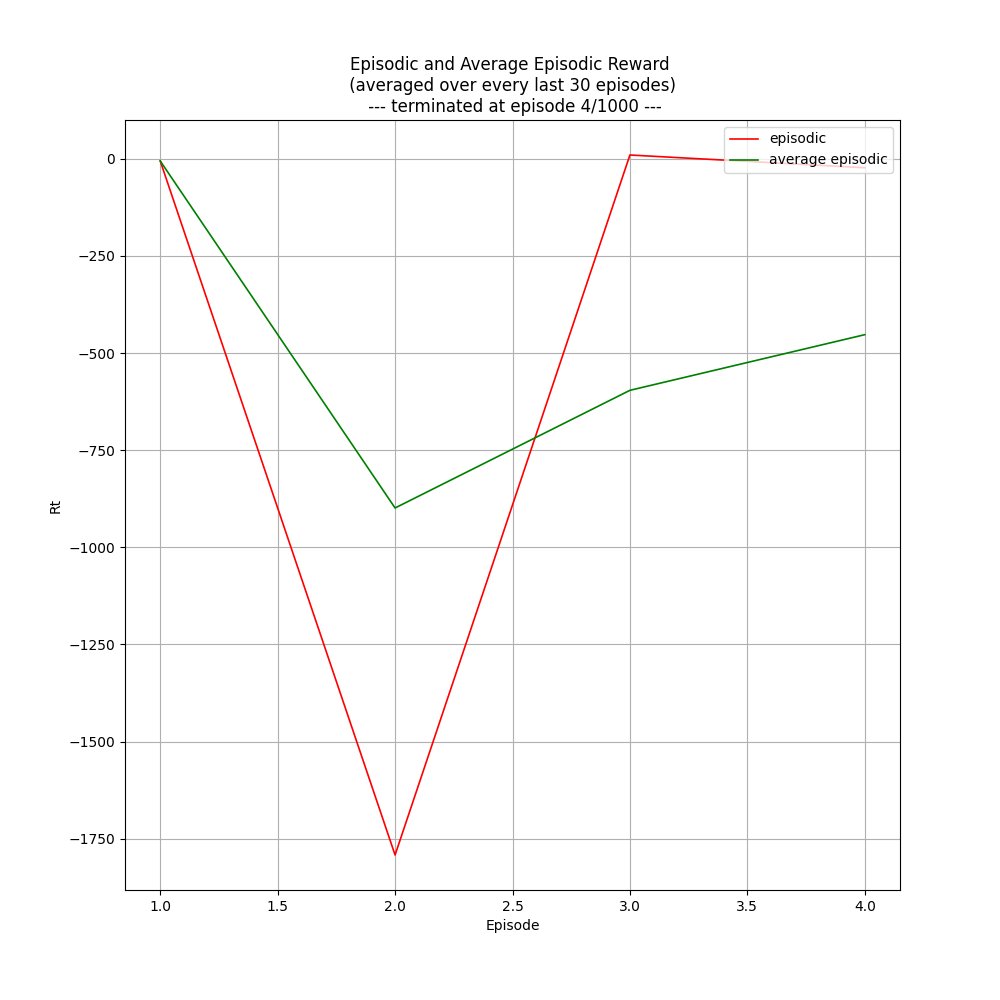 Episodic and Average Episodic Reward
(averaged over every last 30 episodes)
--- terminated at episode 4/1000 ---
episodic
average episodic
0
−250
−500
−750
−1000
−1250
−1500
−1750
Rt
1.0 1.5 2.0 2.5 3.0 3.5 4.0
Episode